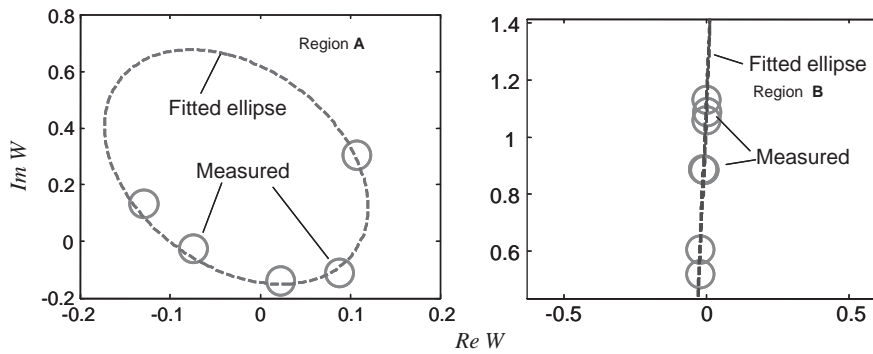 0.8
0.6
0.4
0.2
0
-0.2
-0.2
-0.1
0
0.1
0.2
Im W
Region A
Fitted ellipse
Measured
1.4
1.2
1
0.8
0.6
-0.5
0
0.5
Fitted ellipse
Region B
Measured
Re W